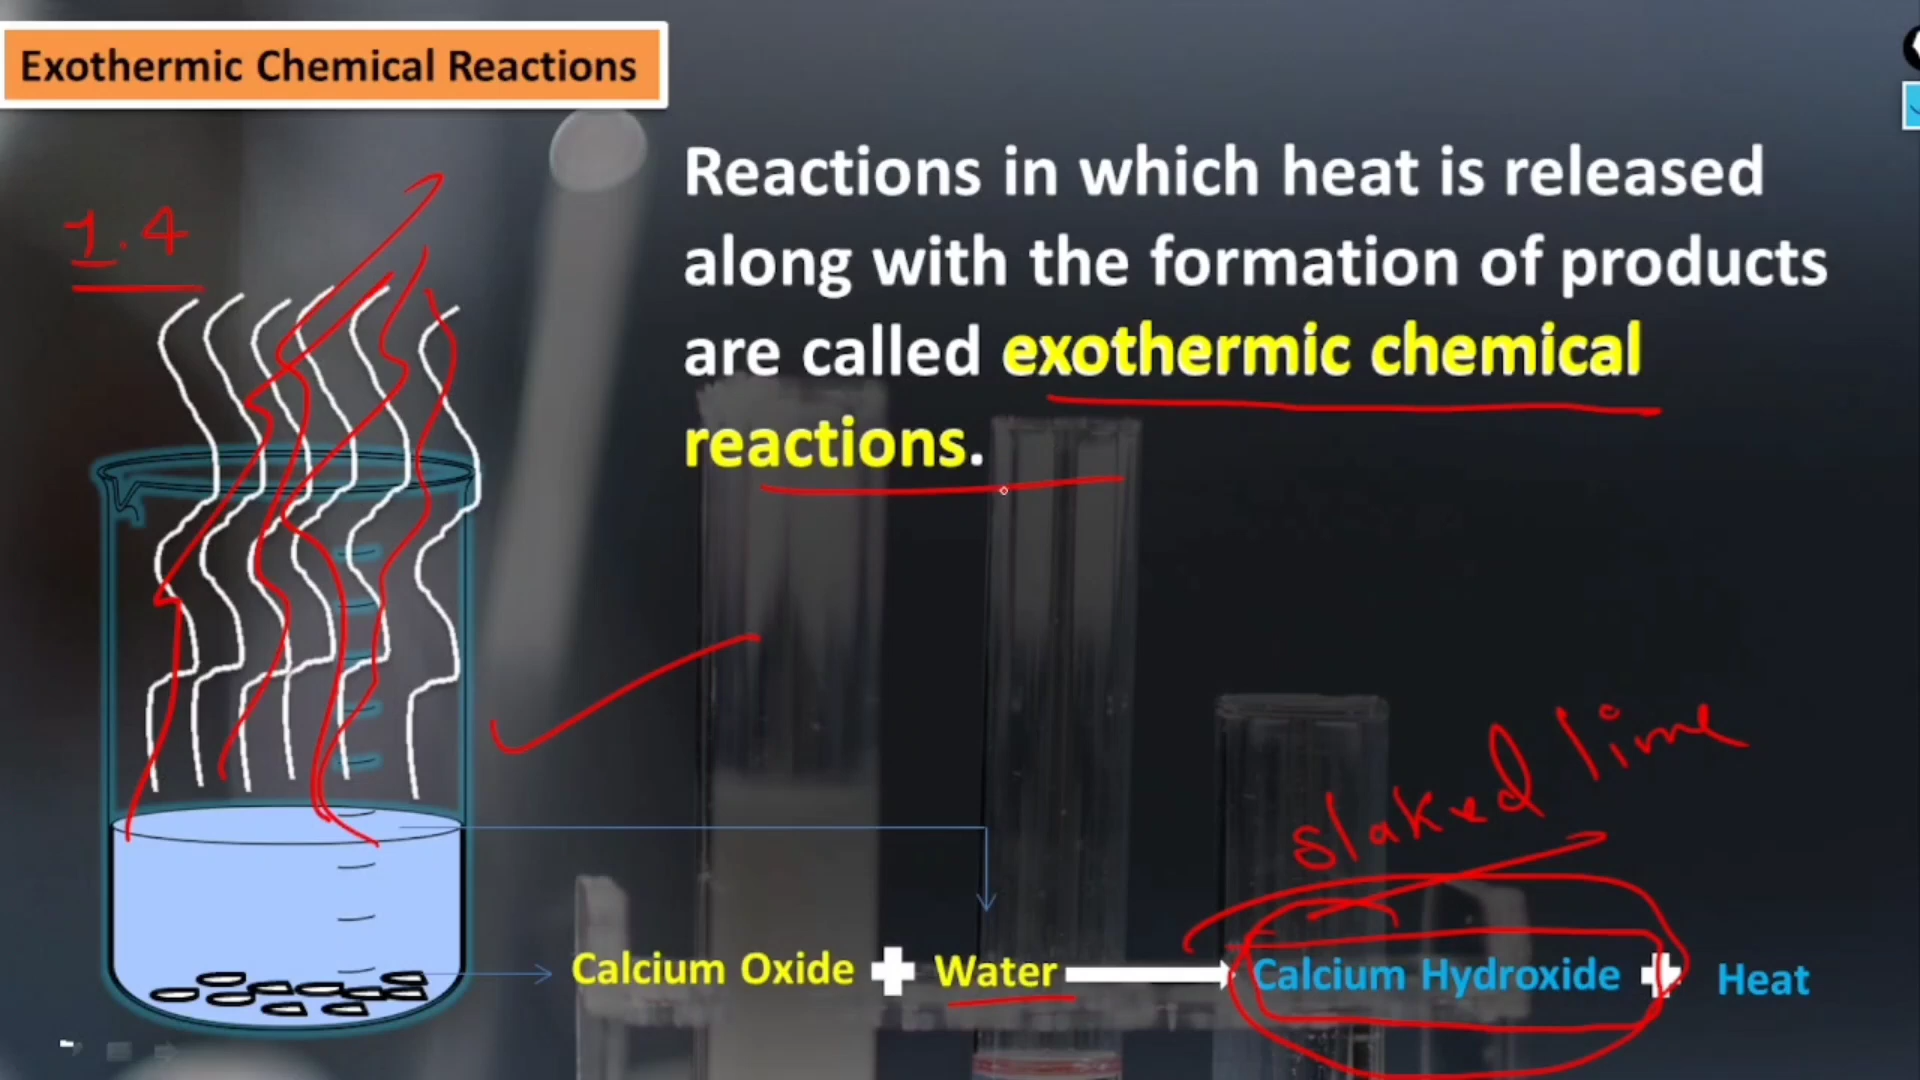 Exothermic Chemical Reactions
Reactions in which heat is released
along with the formation of products
are called exothermic chemical
reactions.
1.4
slaked lime
Calcium Oxide + Water → Calcium Hydroxide + Heat